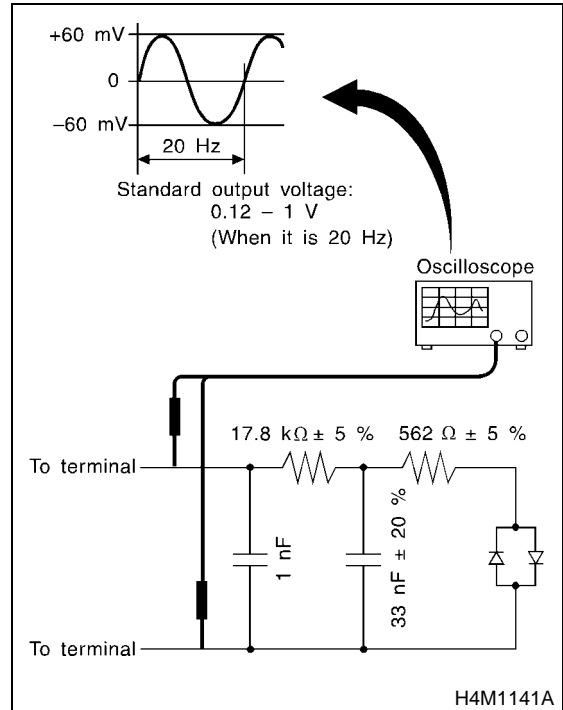 +60 mV
0
−60 mV
20 Hz
Standard output voltage:
0.12 − 1 V
(When it is 20 Hz)
Oscilloscope
17.8 kΩ ± 5 %
562 Ω ± 5 %
To terminal
1 nF
33 nF ± 20 %
To terminal
H4M1141A